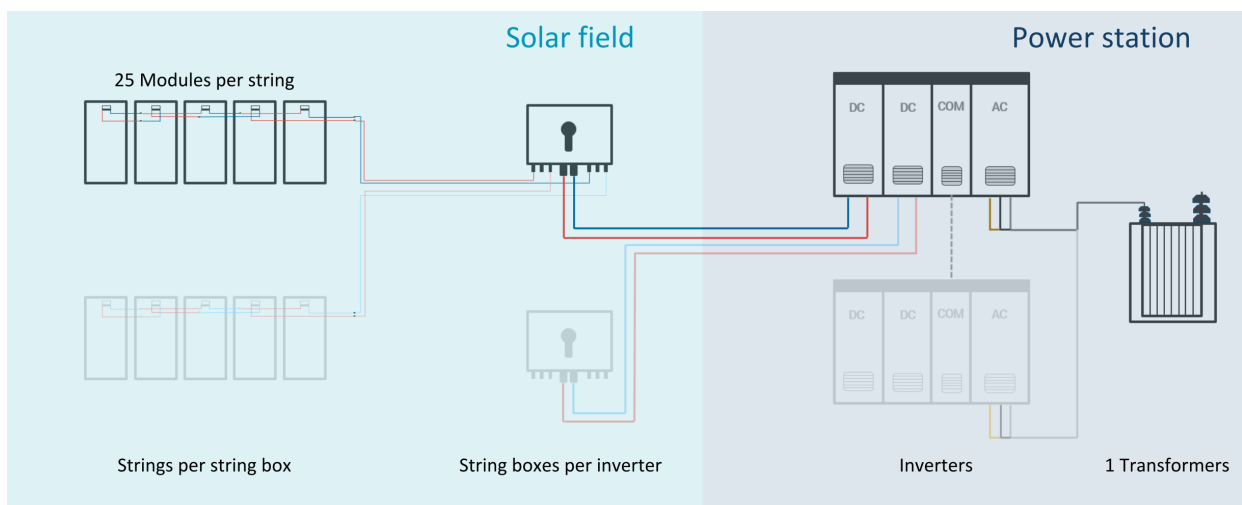 Solar field
Power station
25 Modules per string
DC DC COM AC
DC DC COM AC
Strings per string box
String boxes per inverter
Inverters
1 Transformers